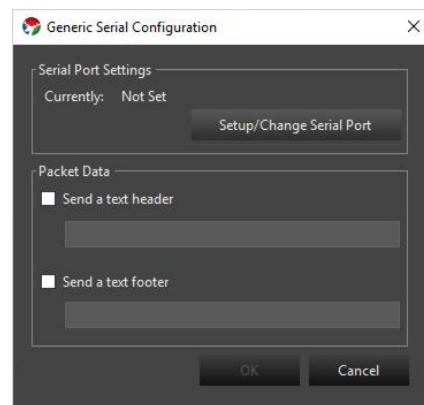 Generic Serial Configuration
Serial Port Settings
Currently: Not Set
Setup/Change Serial Port
Packet Data
Send a text header
Send a text footer
OK Cancel